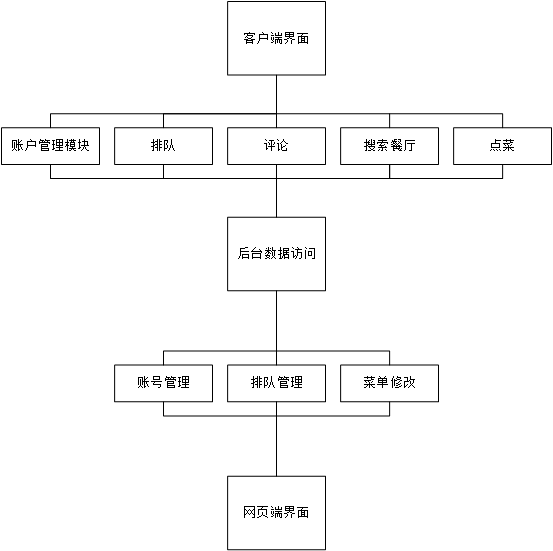 客户端界面
账户管理模块
排队
评论
搜索餐厅
点菜
后台数据访问
账号管理
排队管理
菜单修改
网页端界面